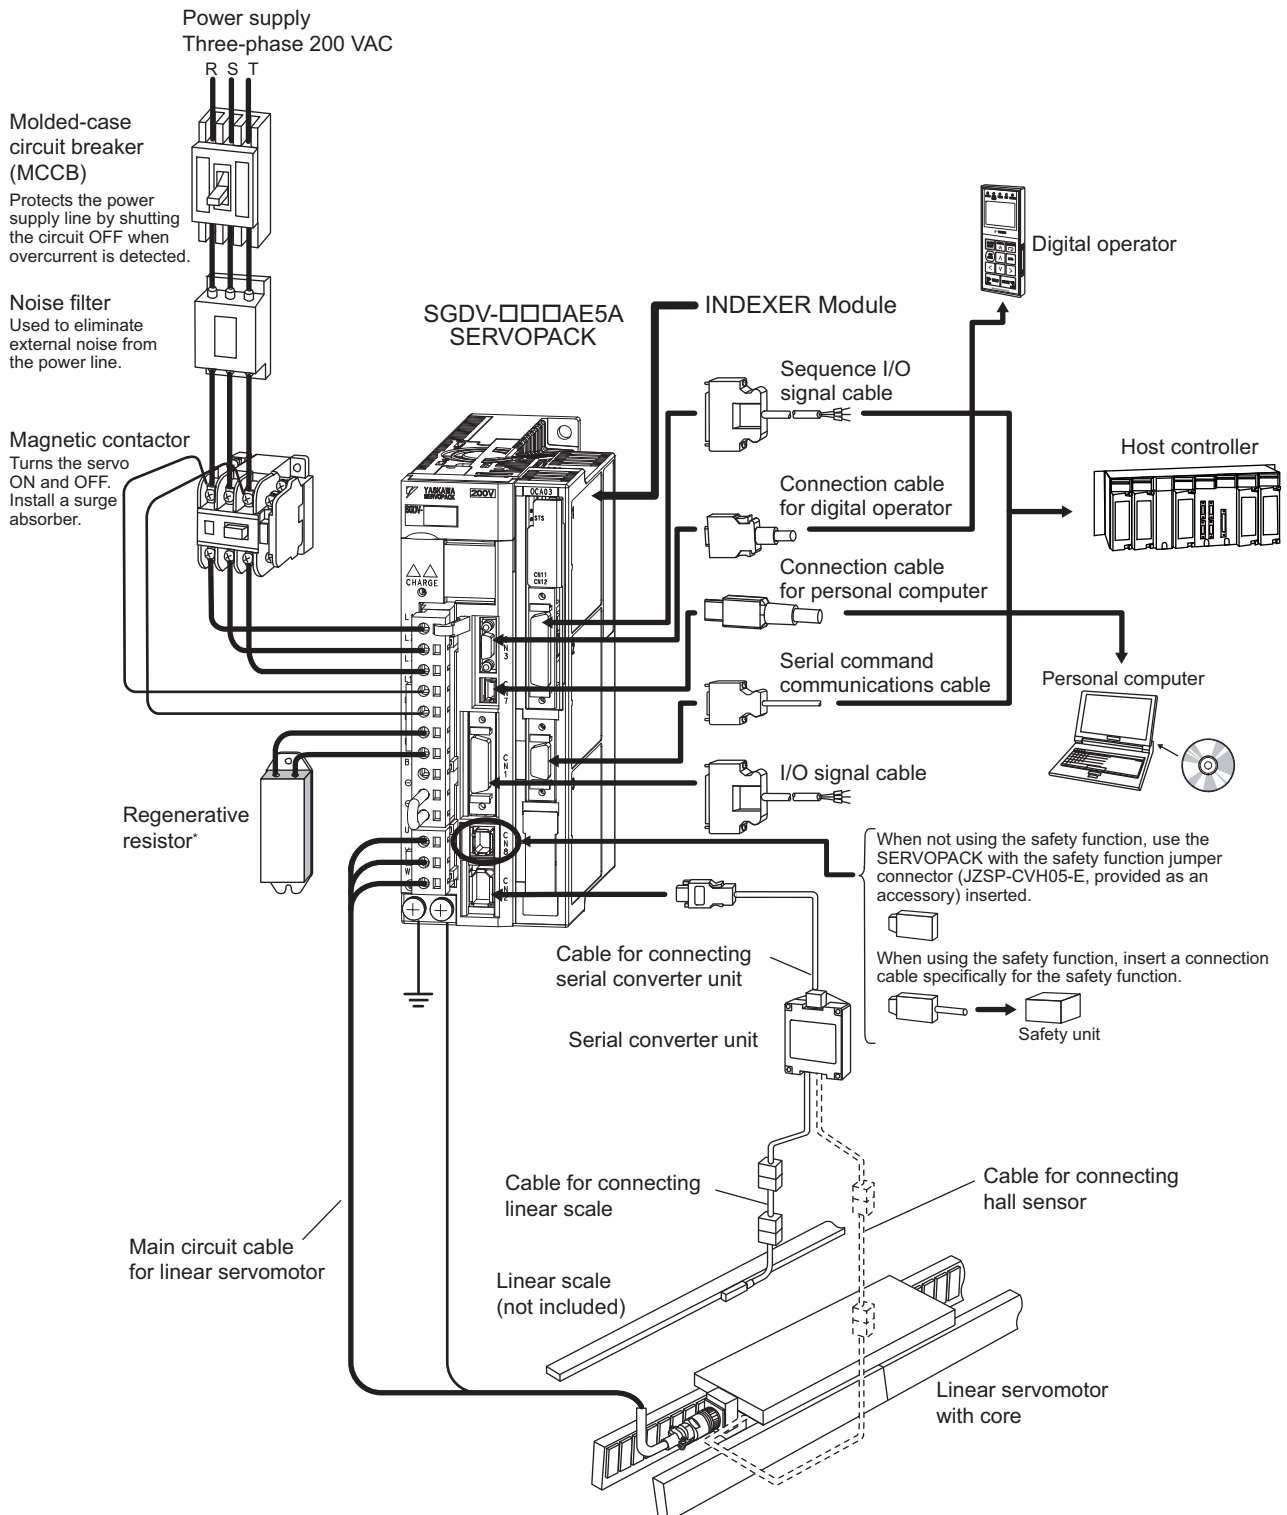 Power supply
Three-phase 200 VAC
R S T
Molded-case
circuit breaker
(MCCB)
Protects the power
supply line by shutting
the circuit OFF when
overcurrent is detected.
Noise filter
Used to eliminate
external noise from
the power line.
Magnetic contactor
Turns the servo
ON and OFF.
Install a surge
absorber.
SGDV-□□□AE5A
SERVOPACK
INDEXER Module
Digital operator
Sequence I/O
signal cable
Host controller
Connection cable
for digital operator
Connection cable
for personal computer
Serial command
communications cable
Personal computer
I/O signal cable
YASKAWA
SERVOPACK
200V
SGDV-
OCA03
STS
CN11
CN12
CHARGE
Regenerative
resistor*
When not using the safety function, use the
SERVOPACK with the safety function jumper
connector (JZSP-CVH05-E, provided as an
accessory) inserted.
When using the safety function, insert a connection
cable specifically for the safety function.
Safety unit
Cable for connecting
serial converter unit
Serial converter unit
Cable for connecting
linear scale
Cable for connecting
hall sensor
Main circuit cable
for linear servomotor
Linear scale
(not included)
Linear servomotor
with core